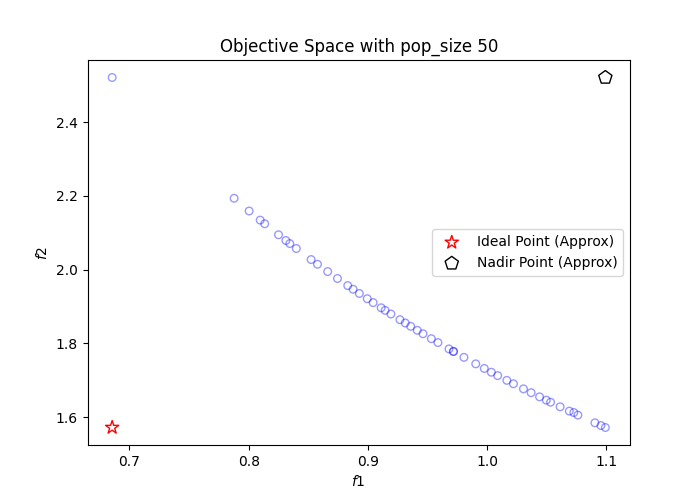 Objective Space with pop_size 50
f2
2.4
2.2
2.0
1.8
1.6
Ideal Point (Approx)
Nadir Point (Approx)
0.7 0.8 0.9 1.0 1.1
f1